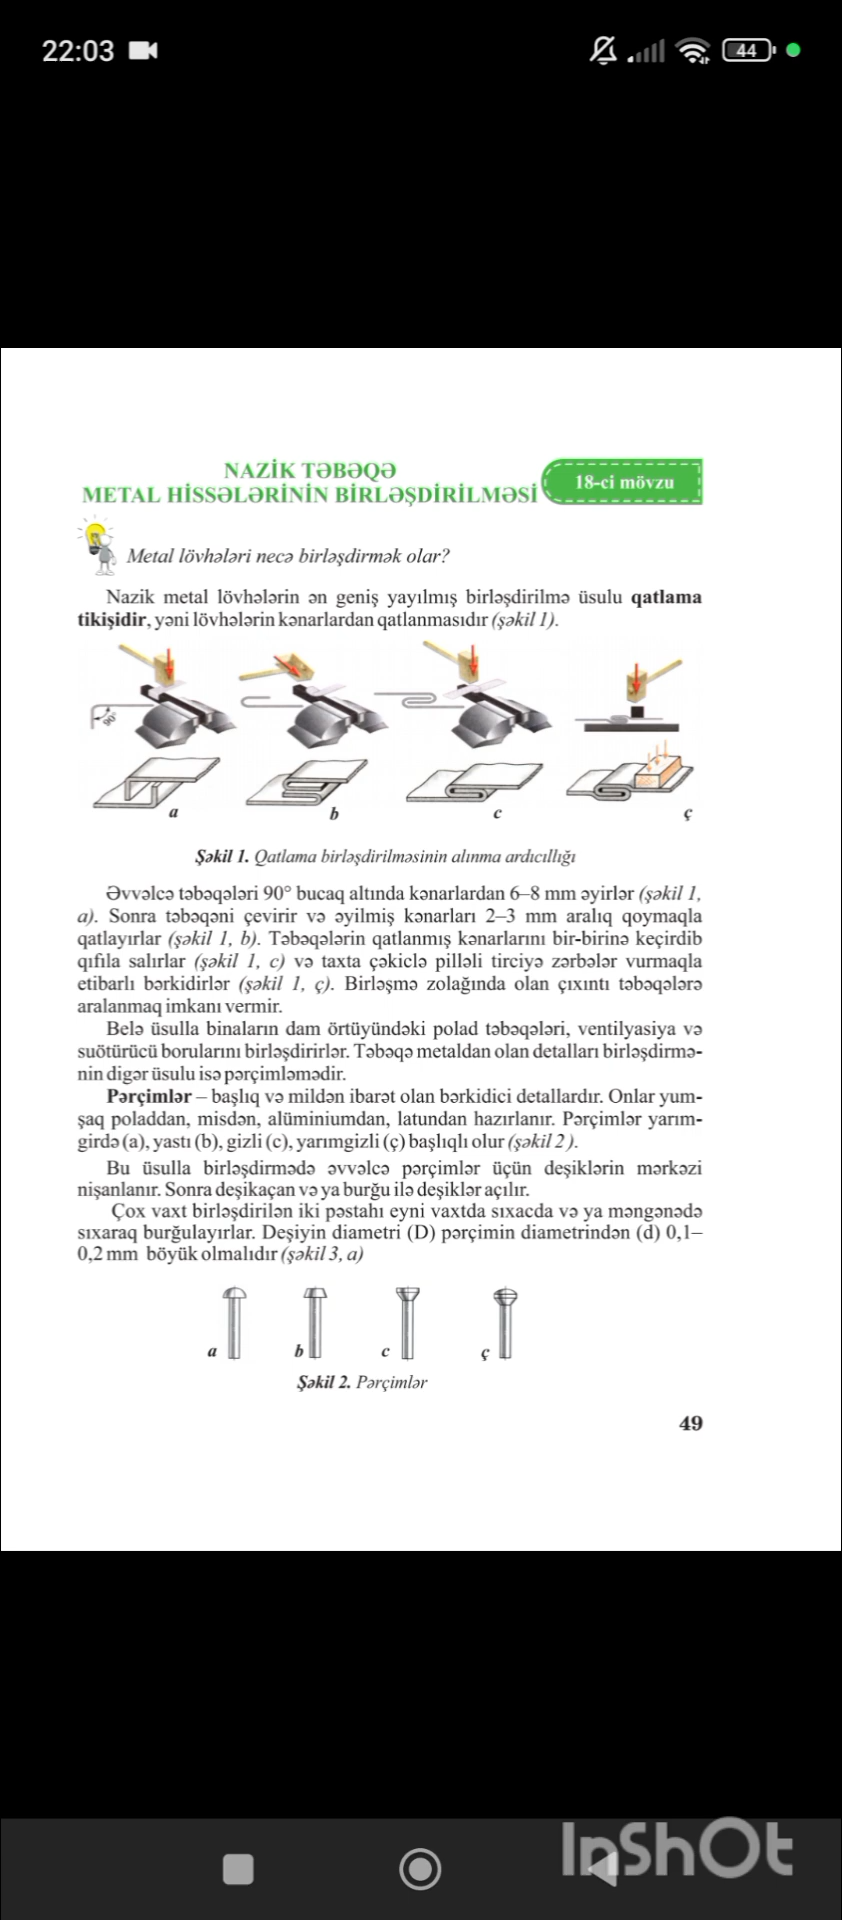 22:03
44
NAZİK TƏBƏQƏ
METAL HİSSƏLƏRİNİN BİRLƏŞDİRİLMƏSİ
18-ci mövzu
Metal lövhələri necə birləşdirmək olar?
Nazik metal lövhələrin ən geniş yayılmış birləşdirilmə üsulu qatlama
tikişidir, yəni lövhələrin kənarlardan qatlanmasıdır (şəkil 1).
90°
a b c ç
Şəkil 1. Qatlama birləşdirilməsinin alınma ardıcıllığı
Əvvəlcə təbəqələri 90° bucaq altında kənarlardan 6–8 mm əyirlər (şəkil 1,
a). Sonra təbəqəni çevirir və əyilmiş kənarları 2–3 mm aralıq qoymaqla
qatlayırlar (şəkil 1, b). Təbəqələrin qatlanmış kənarlarını bir-birinə keçirdib
qıfıla salırlar (şəkil 1, c) və taxta çəkiclə pilləli tirciyə zərbələr vurmaqla
etibarlı bərkidirlər (şəkil 1, ç). Birləşmə zolağında olan çıxıntı təbəqələrə
aralanmaq imkanı vermir.
Belə üsulla binaların dam örtüyündəki polad təbəqələri, ventilyasiya və
suötürücü borularını birləşdirirlər. Təbəqə metaldan olan detalları birləşdirmə-
nin digər üsulu isə pərçimləmədir.
Pərçimlər – başlıq və mildən ibarət olan bərkidici detallardır. Onlar yum-
şaq poladdan, misdən, alüminiumdan, latundan hazırlanır. Pərçimlər yarım-
girdə (a), yastı (b), gizli (c), yarımgizli (ç) başlıqlı olur (şəkil 2 ).
Bu üsulla birləşdirmədə əvvəlcə pərçimlər üçün deşiklərin mərkəzi
nişanlanır. Sonra deşikaçan və ya burğu ilə deşiklər açılır.
Çox vaxt birləşdirilən iki pəstahı eyni vaxtda sıxacda və ya məngənədə
sıxaraq burğulayırlar. Deşiyin diametri (D) pərçimin diametrindən (d) 0,1–
0,2 mm böyük olmalıdır (şəkil 3, a)
a b c ç
Şəkil 2. Pərçimlər
49
InShOt